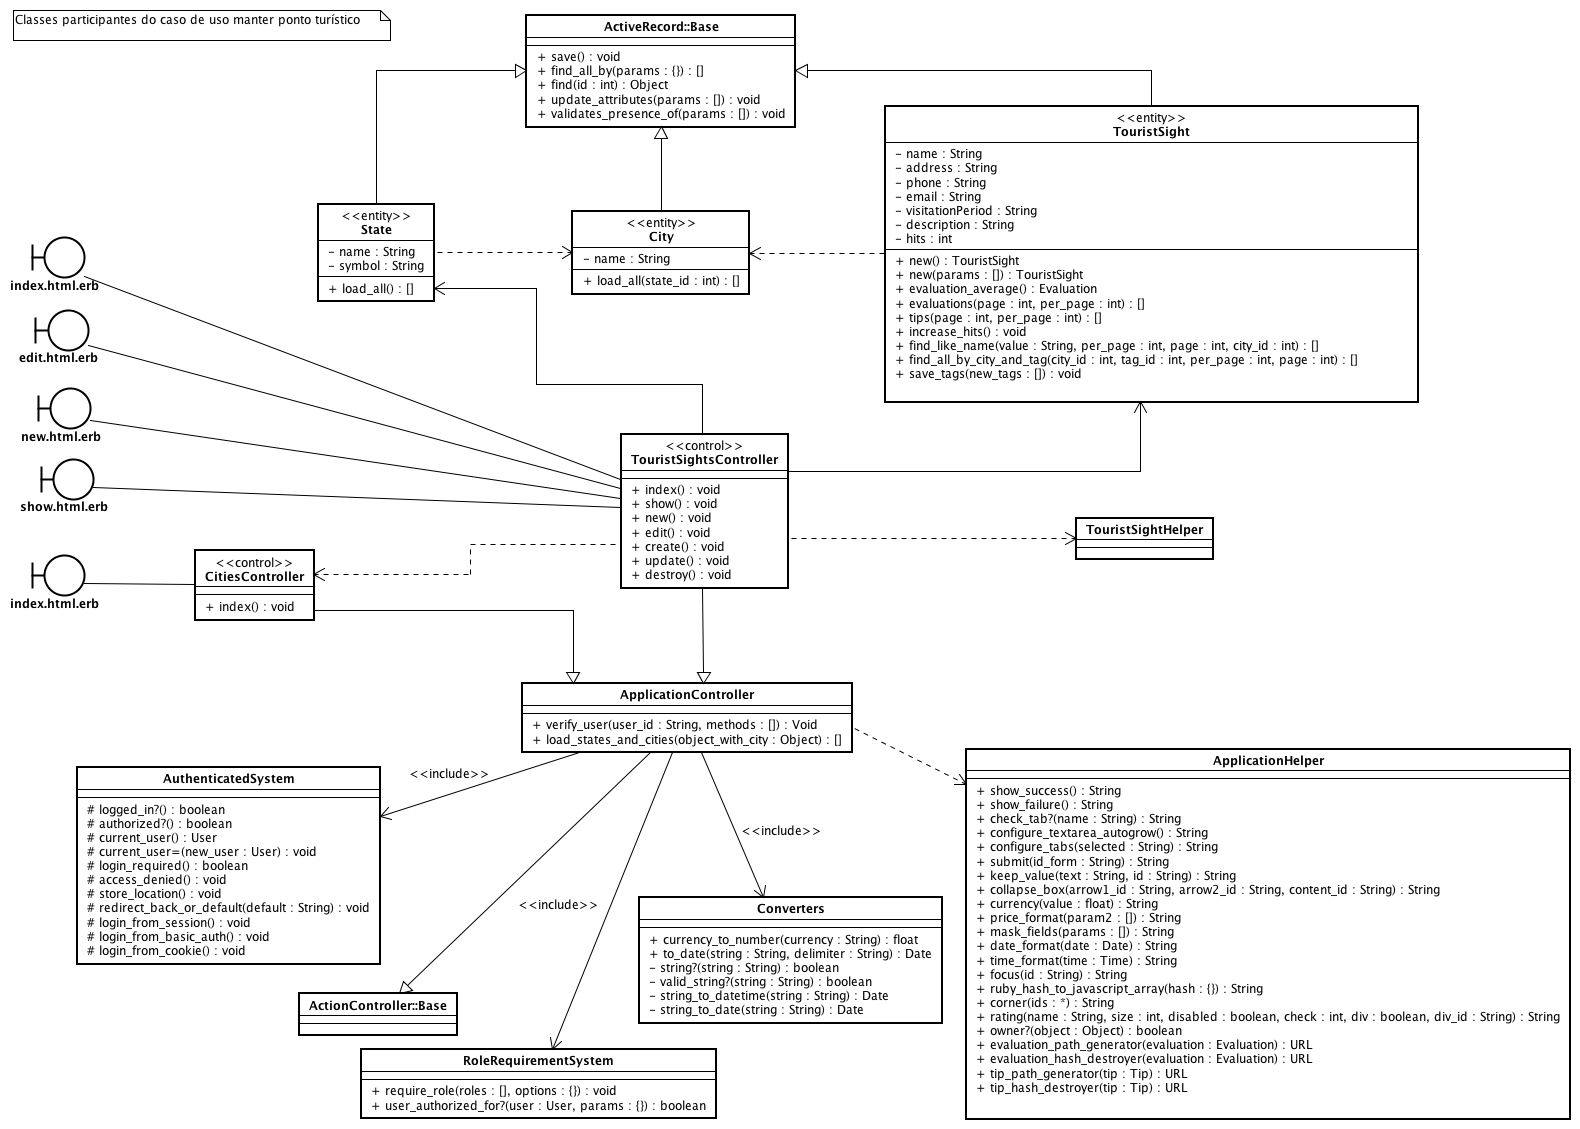 Classes participantes do caso de uso manter ponto turístico
ActiveRecord::Base
+ save() : void
+ find_all_by(params : {}) : []
+ find(id : int) : Object
+ update_attributes(params : []) : void
+ validates_presence_of(params : []) : void
<<entity>>
TouristSight
- name : String
- address : String
- phone : String
- email : String
- visitationPeriod : String
- description : String
- hits : int
+ new() : TouristSight
+ new(params : []) : TouristSight
+ evaluation_average() : Evaluation
+ evaluations(page : int, per_page : int) : []
+ tips(page : int, per_page : int) : []
+ increase_hits() : void
+ find_like_name(value : String, per_page : int, page : int, city_id : int) : []
+ find_all_by_city_and_tag(city_id : int, tag_id : int, per_page : int, page : int) : []
+ save_tags(new_tags : []) : void
<<entity>>
State
- name : String
- symbol : String
+ load_all() : []
<<entity>>
City
- name : String
+ load_all(state_id : int) : []
index.html.erb
edit.html.erb
new.html.erb
show.html.erb
index.html.erb
<<control>>
TouristSightsController
+ index() : void
+ show() : void
+ new() : void
+ edit() : void
+ create() : void
+ update() : void
+ destroy() : void
TouristSightHelper
<<control>>
CitiesController
+ index() : void
ApplicationController
+ verify_user(user_id : String, methods : []) : Void
+ load_states_and_cities(object_with_city : Object) : []
<<include>>
<<include>>
<<include>>
AuthenticatedSystem
# logged_in?() : boolean
# authorized?() : boolean
# current_user() : User
# current_user=(new_user : User) : void
# login_required() : boolean
# access_denied() : void
# store_location() : void
# redirect_back_or_default(default : String) : void
# login_from_session() : void
# login_from_basic_auth() : void
# login_from_cookie() : void
ApplicationHelper
+ show_success() : String
+ show_failure() : String
+ check_tab?(name : String) : String
+ configure_textarea_autogrow() : String
+ configure_tabs(selected : String) : String
+ submit(id_form : String) : String
+ keep_value(text : String, id : String) : String
+ collapse_box(arrow1_id : String, arrow2_id : String, content_id : String) : String
+ currency(value : float) : String
+ price_format(param2 : []) : String
+ mask_fields(params : []) : String
+ date_format(date : Date) : String
+ time_format(time : Time) : String
+ focus(id : String) : String
+ ruby_hash_to_javascript_array(hash : {}) : String
+ corner(ids : *) : String
+ rating(name : String, size : int, disabled : boolean, check : int, div : boolean, div_id : String) : String
+ owner?(object : Object) : boolean
+ evaluation_path_generator(evaluation : Evaluation) : URL
+ evaluation_hash_destroyer(evaluation : Evaluation) : URL
+ tip_path_generator(tip : Tip) : URL
+ tip_hash_destroyer(tip : Tip) : URL
Converters
+ currency_to_number(currency : String) : float
+ to_date(string : String, delimiter : String) : Date
- string?(string : String) : boolean
- valid_string?(string : String) : boolean
- string_to_datetime(string : String) : Date
- string_to_date(string : String) : Date
ActionController::Base
RoleRequirementSystem
+ require_role(roles : [], options : {}) : void
+ user_authorized_for?(user : User, params : {}) : boolean